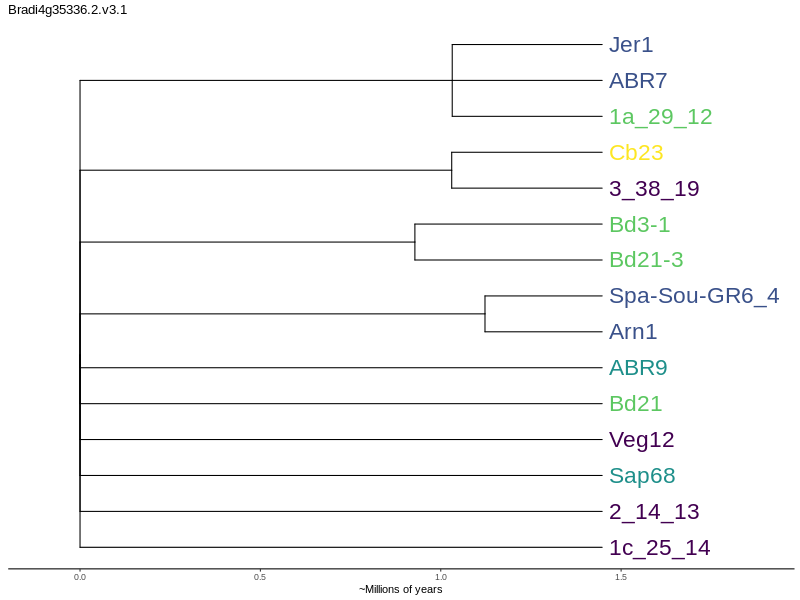 Bradi4g35336.2.v3.1
Jer1
ABR7
1a_29_12
Cb23
3_38_19
Bd3-1
Bd21-3
Spa-Sou-GR6_4
Arn1
ABR9
Bd21
Veg12
Sap68
2_14_13
1c_25_14
0.0 0.5 1.0 1.5
~Millions of years